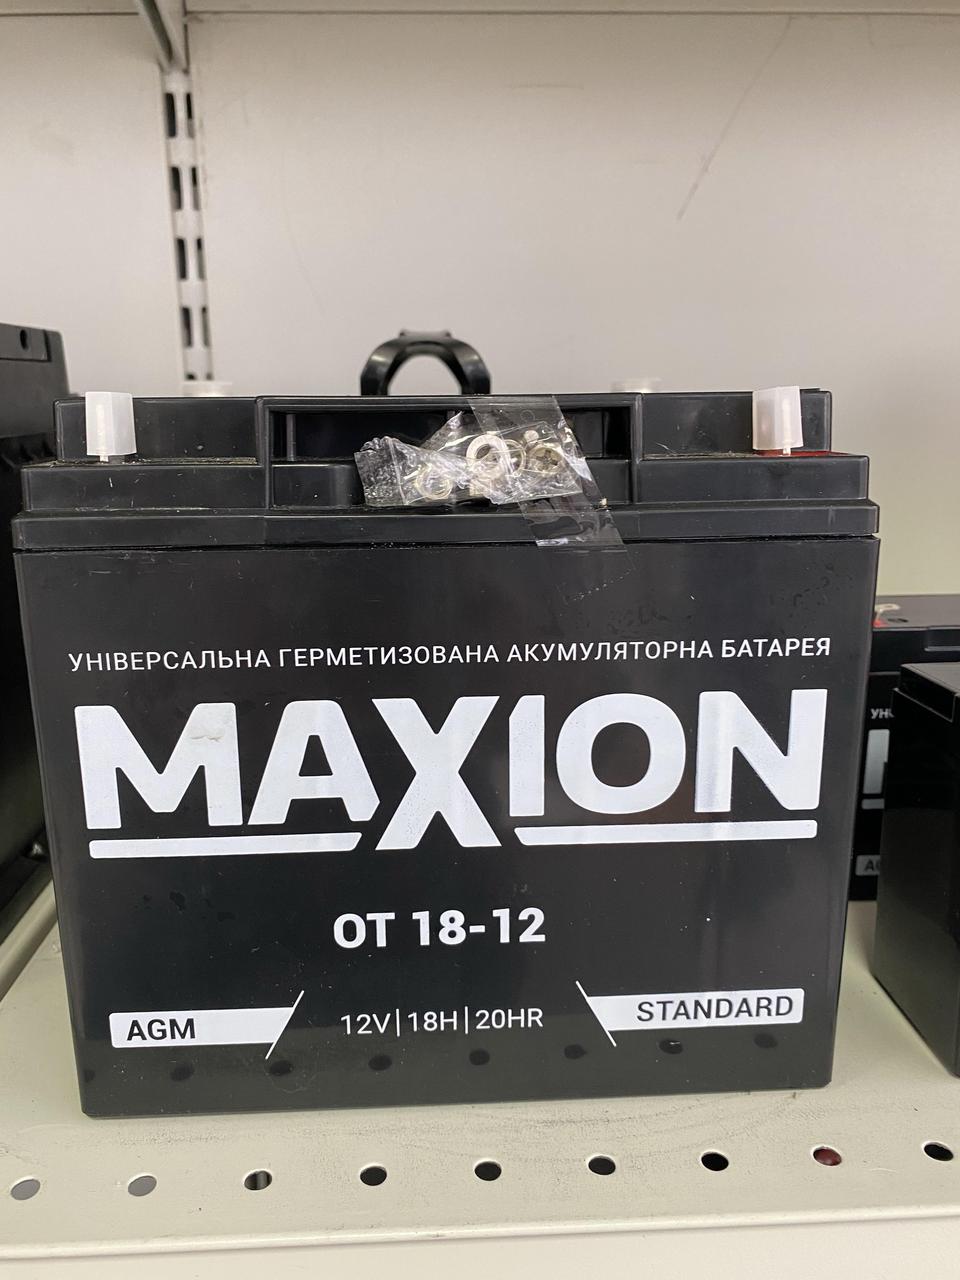 УНІВЕРСАЛЬНА ГЕРМЕТИЗОВАНА АКУМУЛЯТОРНА БАТАРЕЯ
MAXION
OT 18-12
AGM
12V|18H|20HR
STANDARD